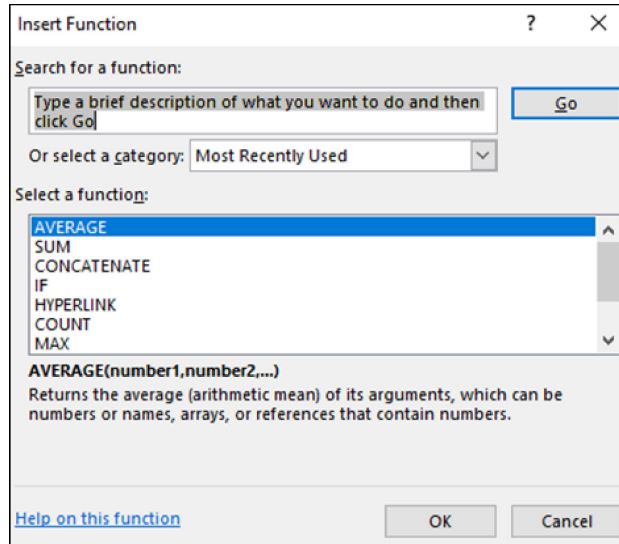 Insert Function ? ×
Search for a function:
Type a brief description of what you want to do and then
click Go
Go
Or select a category: Most Recently Used
Select a function:
AVERAGE
SUM
CONCATENATE
IF
HYPERLINK
COUNT
MAX
AVERAGE(number1,number2,...)
Returns the average (arithmetic mean) of its arguments, which can be
numbers or names, arrays, or references that contain numbers.
Help on this function
OK
Cancel